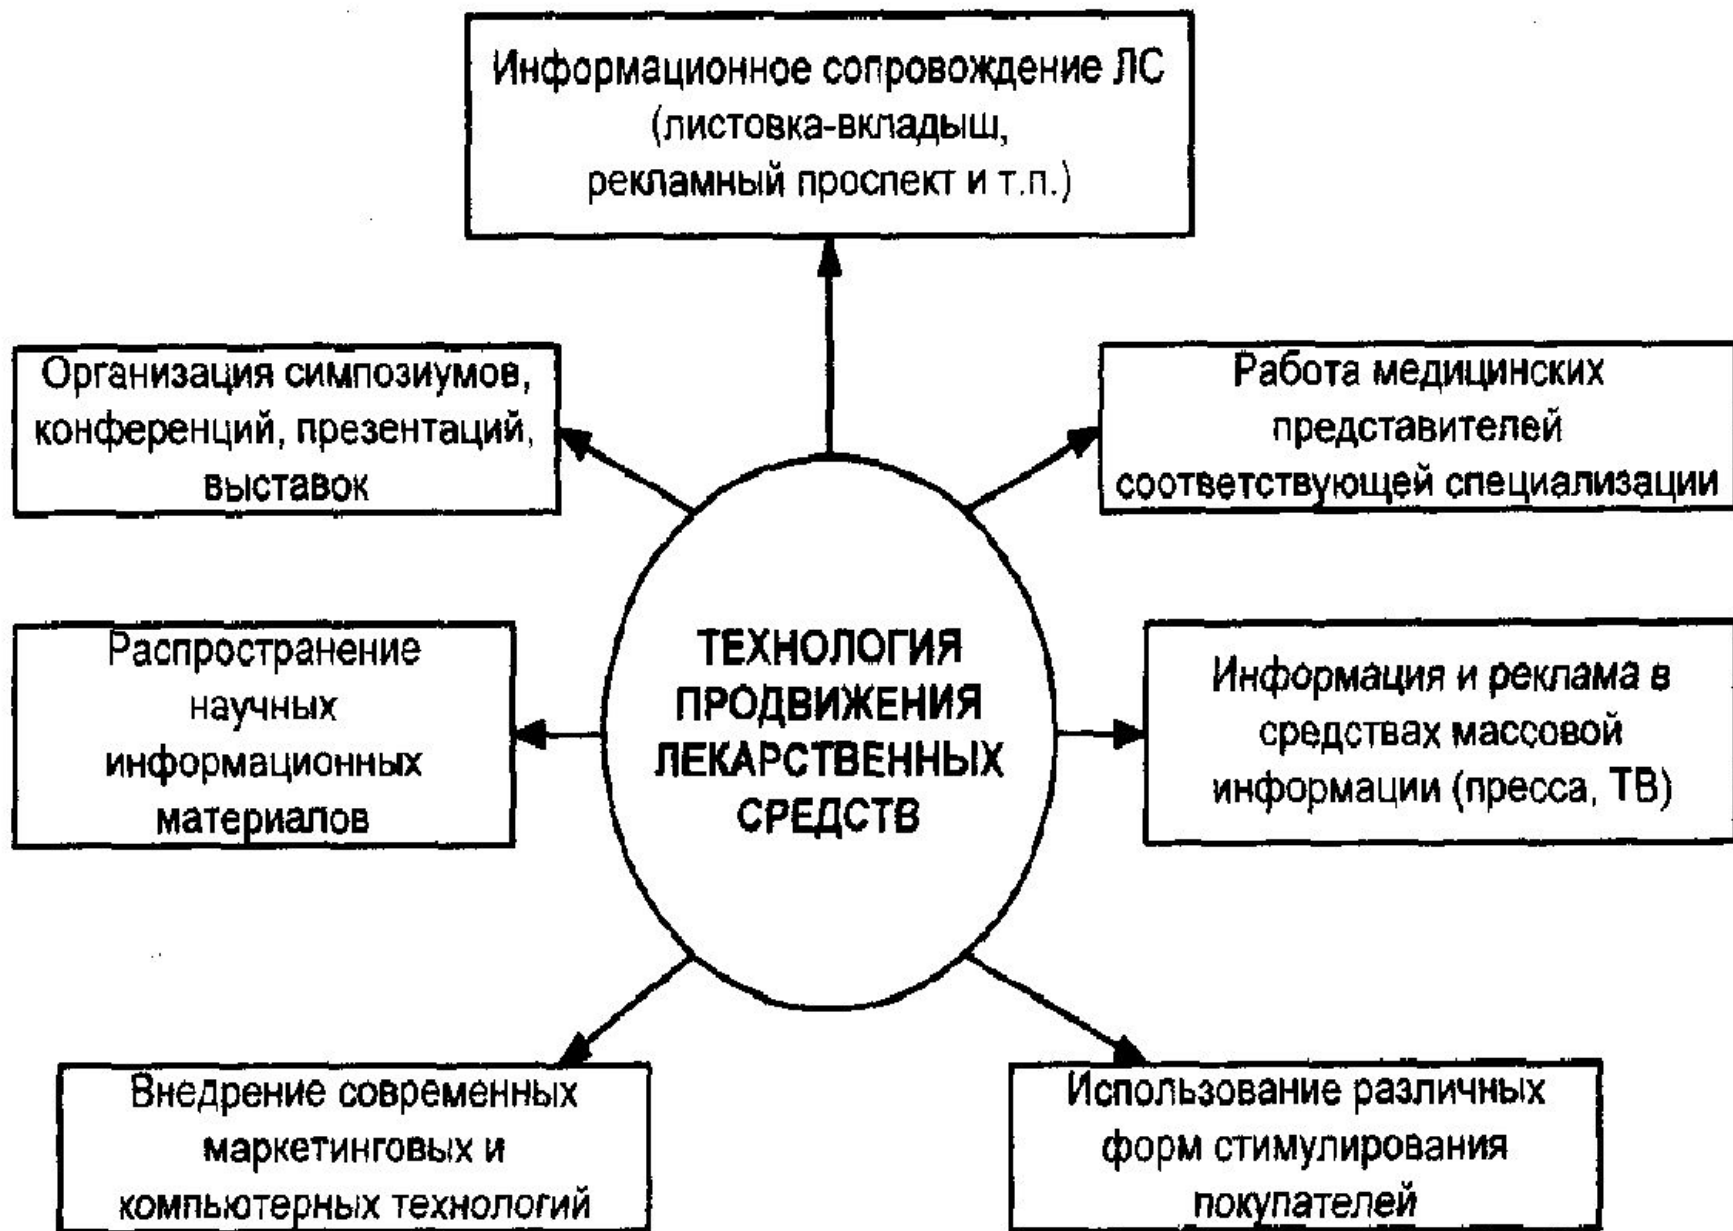 Информационное сопровождение ЛС
(листовка-вкладыш,
рекламный проспект и т.п.)
Организация симпозиумов,
конференций, презентаций,
выставок
Работа медицинских
представителей
соответствующей специализации
Распространение
научных
информационных
материалов
ТЕХНОЛОГИЯ
ПРОДВИЖЕНИЯ
ЛЕКАРСТВЕННЫХ
СРЕДСТВ
Информация и реклама в
средствах массовой
информации (пресса, ТВ)
Внедрение современных
маркетинговых и
компьютерных технологий
Использование различных
форм стимулирования
покупателей